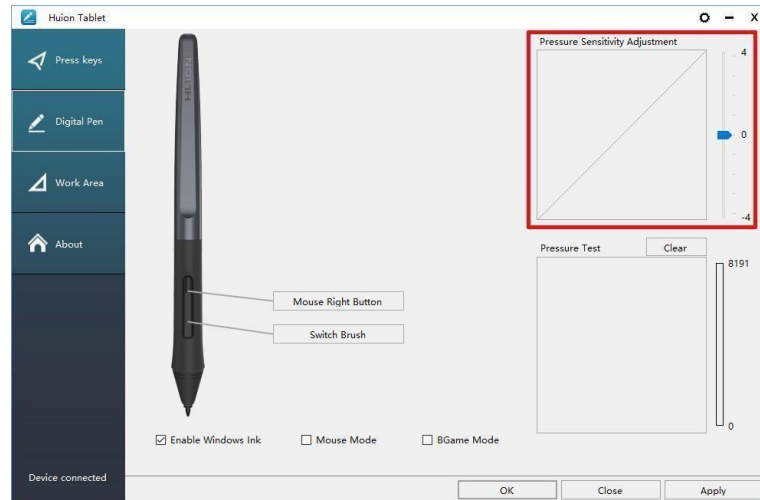 Huion Tablet
Press keys
Digital Pen
Work Area
About
Device connected
HUION
Mouse Right Button
Switch Brush
Enable Windows Ink
Mouse Mode
BGame Mode
Pressure Sensitivity Adjustment
4
0
-4
Pressure Test
Clear
8191
0
OK
Close
Apply